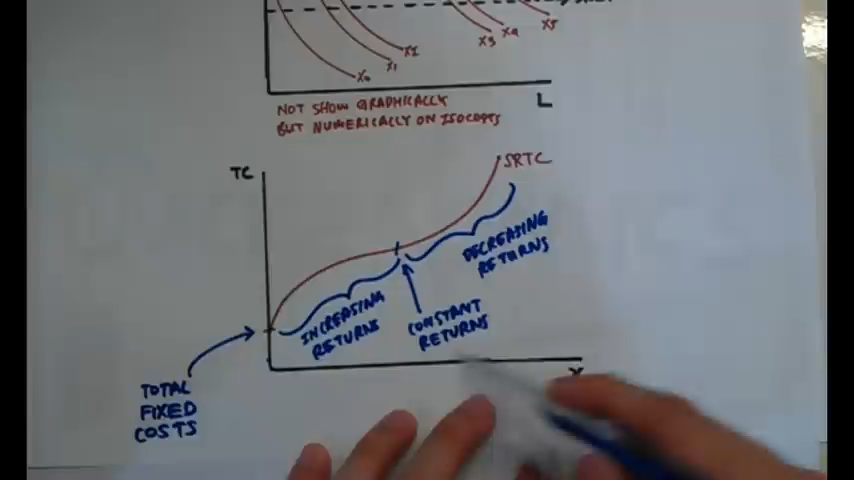 X0
X1
X2
X3
X4
X5
L
NOT SHOW GRAPHICALLY
BUT NUMERICALLY ON ISOCOSTS
TC
SRTC
DECREASING
RETURNS
INCREASING
RETURNS
CONSTANT
RETURNS
X
TOTAL
FIXED
COSTS